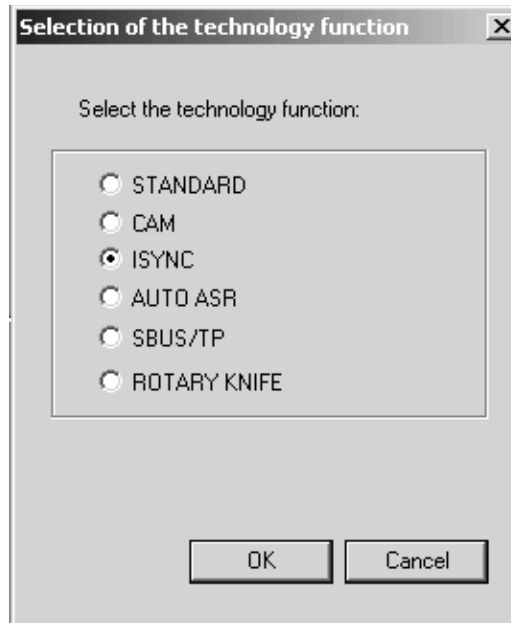 Selection of the technology function
Select the technology function:
STANDARD
CAM
ISYNC
AUTO ASR
SBUS/TP
ROTARY KNIFE
OK Cancel